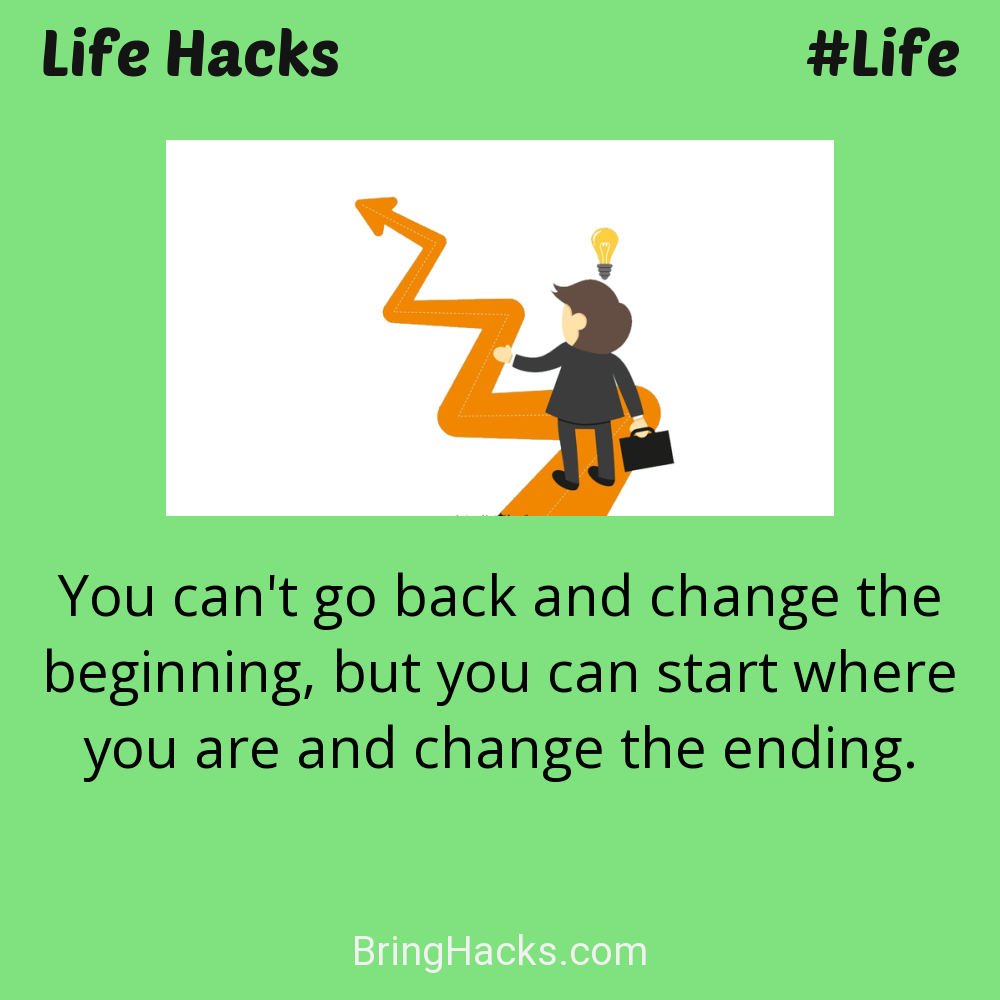 Life Hacks
#Life
You can't go back and change the
beginning, but you can start where
you are and change the ending.
BringHacks.com